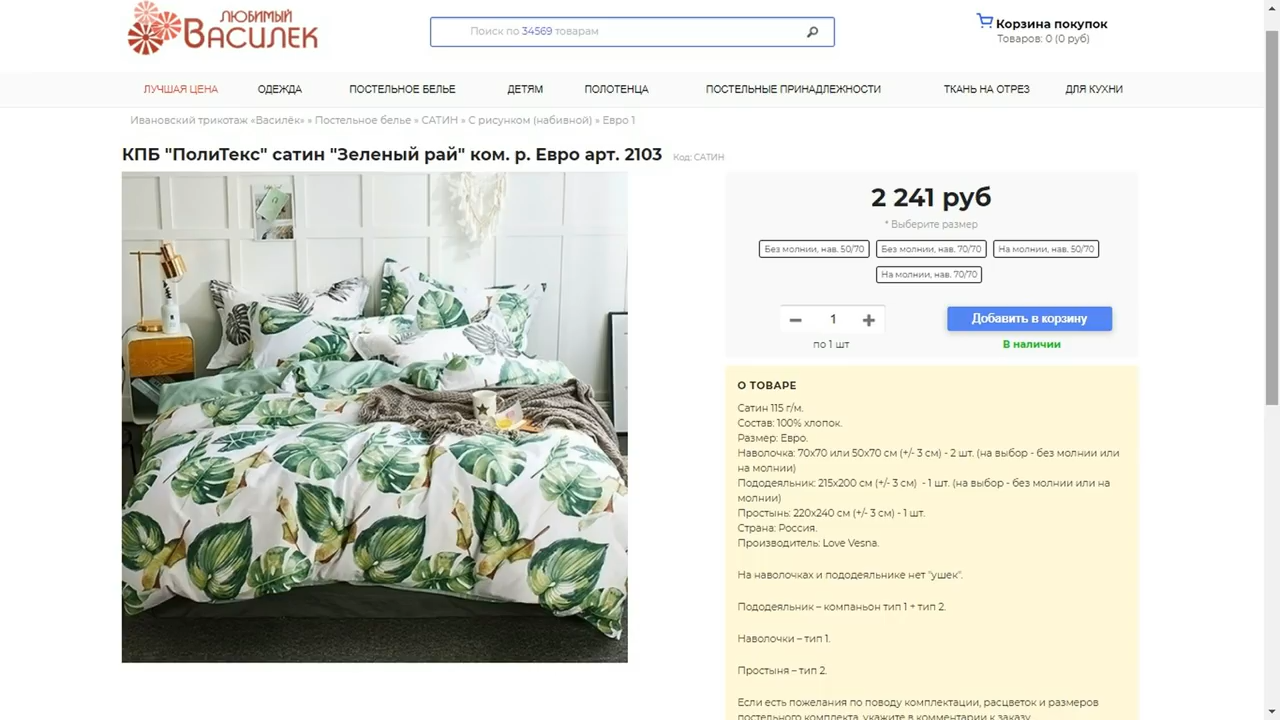 ЛЮБИМЫЙ
ВАСИЛЕК
Поиск по 34569 товарам
Корзина покупок
Товаров: 0 (0 руб)
ЛУЧШАЯ ЦЕНА ОДЕЖДА ПОСТЕЛЬНОЕ БЕЛЬЕ ДЕТЯМ ПОЛОТЕНЦА ПОСТЕЛЬНЫЕ ПРИНАДЛЕЖНОСТИ ТКАНЬ НА ОТРЕЗ ДЛЯ КУХНИ
Ивановский трикотаж «Василёк» » Постельное белье » САТИН » С рисунком (набивной) » Евро 1
КПБ "ПолиТекс" сатин "Зеленый рай" ком. р. Евро арт. 2103 Код: САТИН
2 241 руб
* Выберите размер
Без молнии, нав. 50/70 Без молнии, нав. 70/70 На молнии, нав. 50/70
На молнии, нав. 70/70
1
Добавить в корзину
по 1 шт
В наличии
О ТОВАРЕ
Сатин 115 г/м.
Состав: 100% хлопок.
Размер: Евро.
Наволочка: 70х70 или 50х70 см (+/- 3 см) - 2 шт. (на выбор - без молнии или
на молнии)
Пододеяльник: 215х200 см (+/- 3 см) - 1 шт. (на выбор - без молнии или на
молнии)
Простынь: 220х240 см (+/- 3 см) - 1 шт.
Страна: Россия.
Производитель: Love Vesna.
На наволочках и пододеяльнике нет "ушек".
Пододеяльник – компаньон тип 1 + тип 2.
Наволочки – тип 1.
Простыня – тип 2.
Если есть пожелания по поводу комплектации, расцветок и размеров
постельного комплекта, укажите в комментарии к заказу.